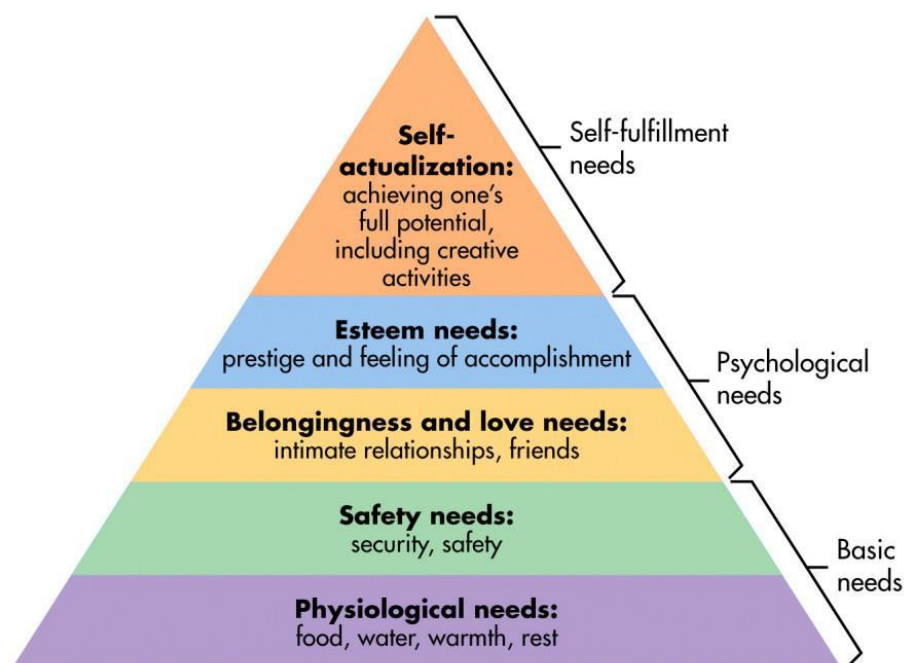 Self-
actualization:
achieving one's
full potential,
including creative
activities
Self-fulfillment
needs
Esteem needs:
prestige and feeling of accomplishment
Psychological
needs
Belongingness and love needs:
intimate relationships, friends
Safety needs:
security, safety
Basic
needs
Physiological needs:
food, water, warmth, rest